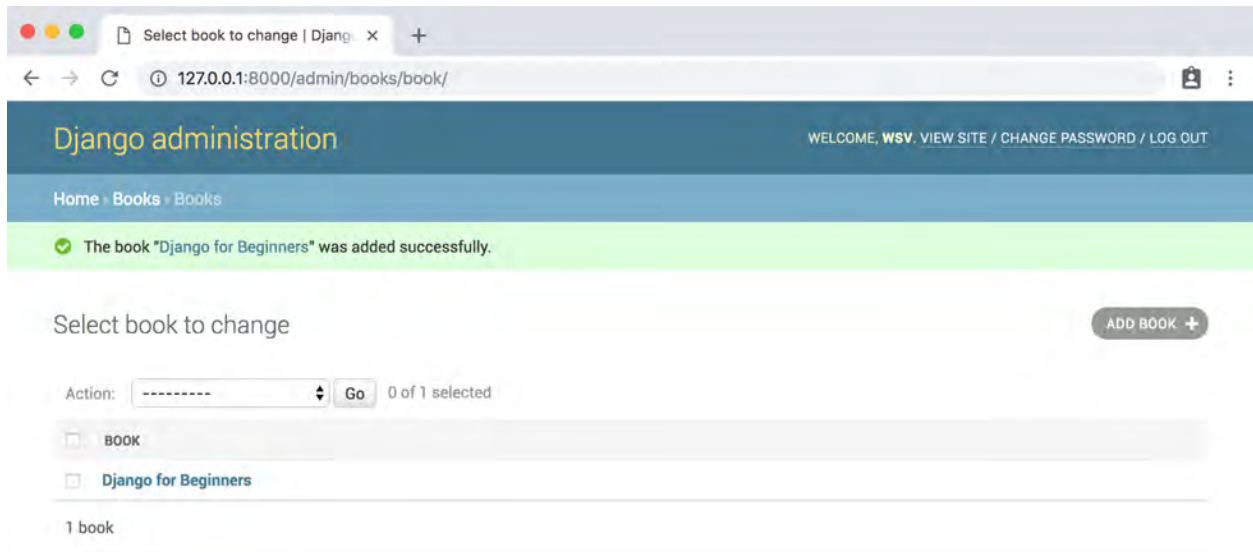 Select book to change | Djang
127.0.0.1:8000/admin/books/book/
Django administration
WELCOME, WSV. VIEW SITE / CHANGE PASSWORD / LOG OUT
Home › Books › Books
The book "Django for Beginners" was added successfully.
Select book to change
ADD BOOK +
Action: --------- Go 0 of 1 selected
BOOK
Django for Beginners
1 book